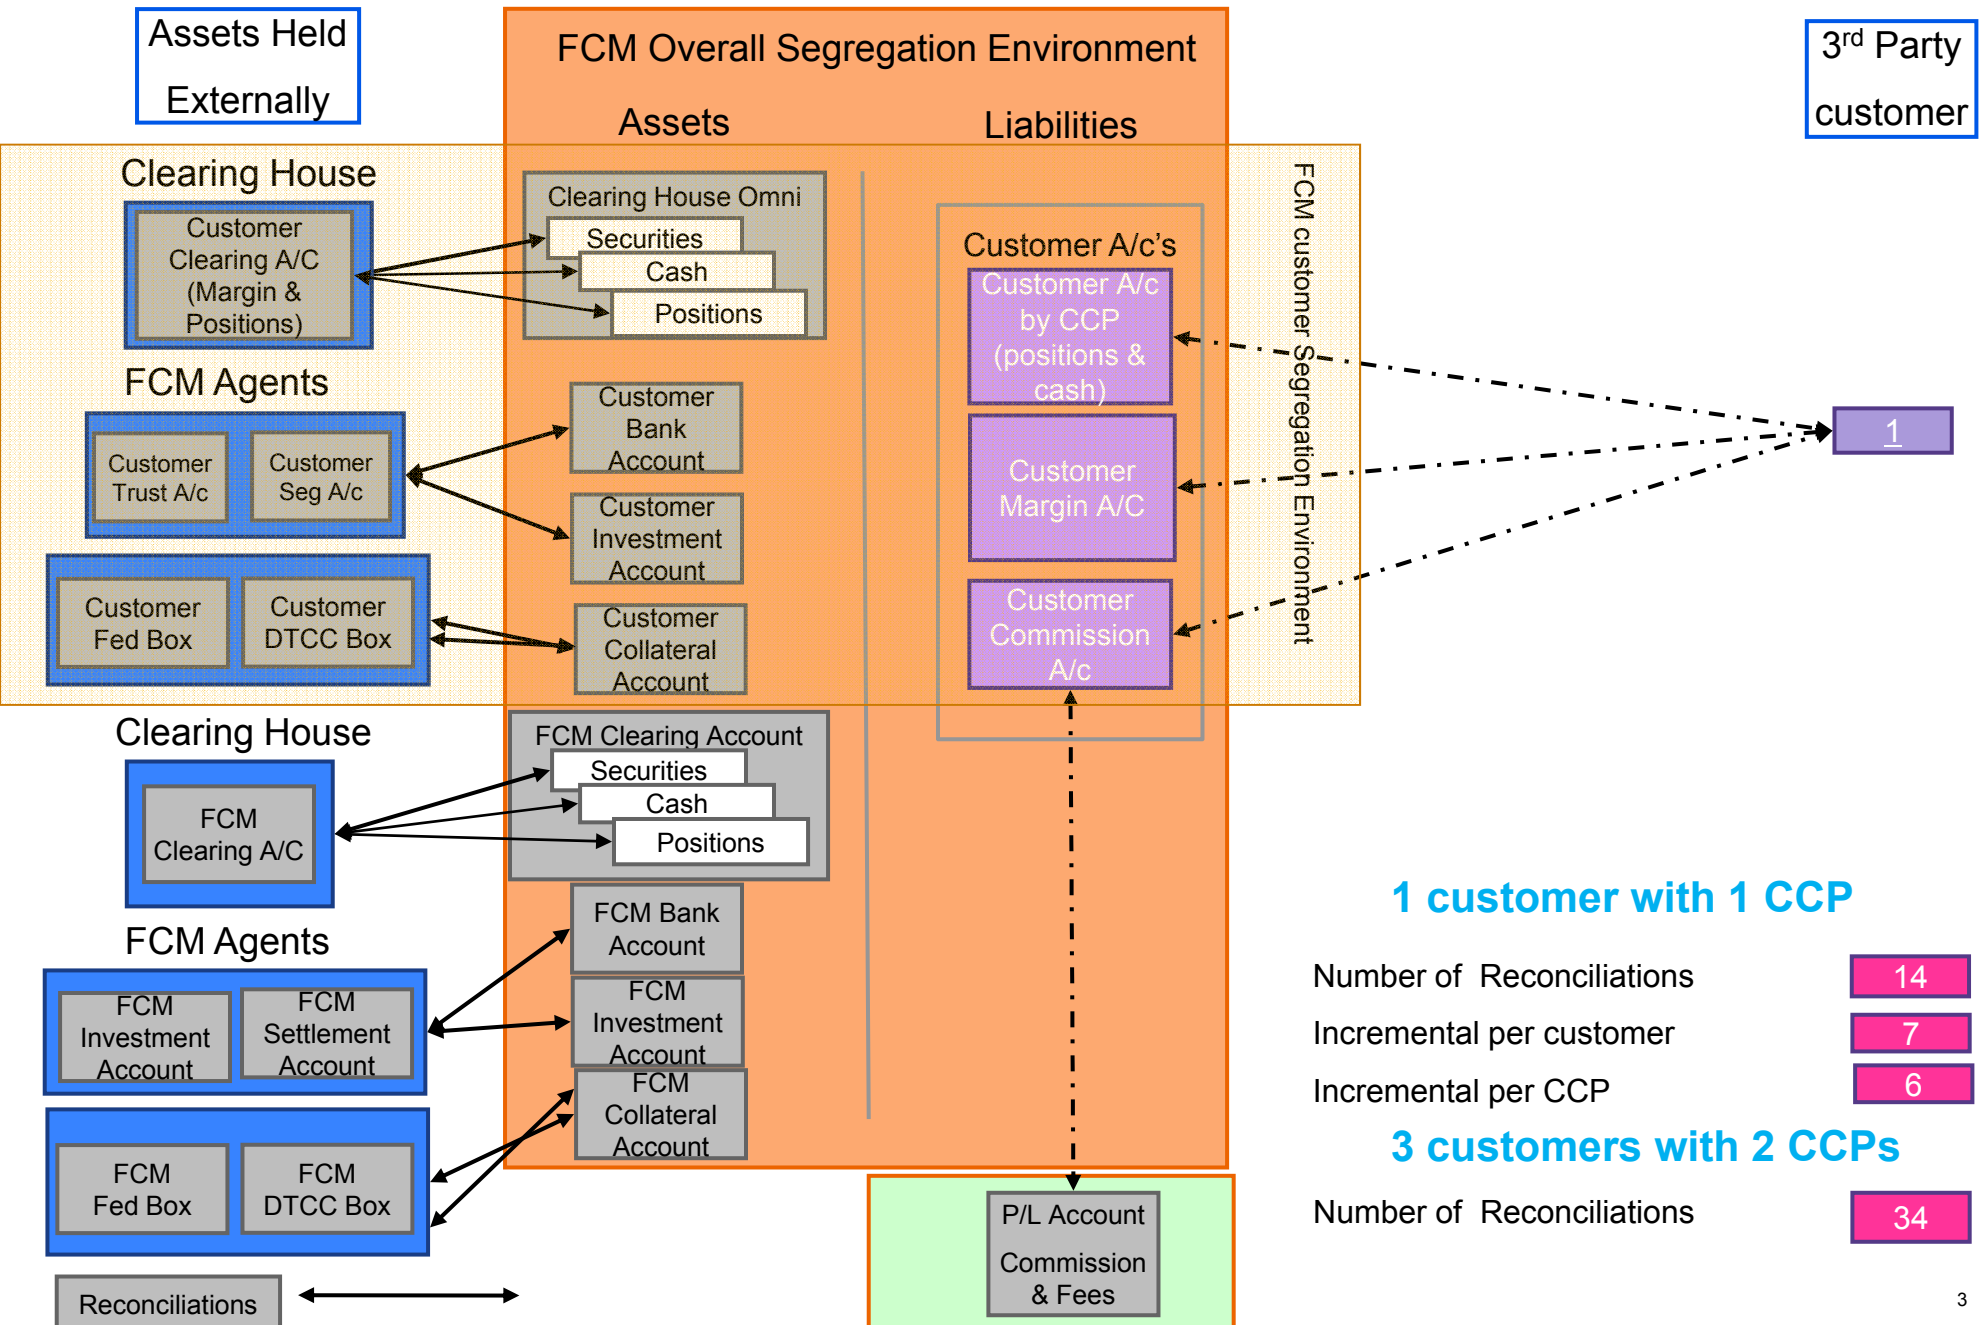 Assets Held
Externally
FCM Overall Segregation Environment
Assets
Liabilities
3rd Party
customer
Clearing House
Customer
Clearing A/C
(Margin &
Positions)
Clearing House Omni
Securities
Cash
Positions
Customer A/c's
Customer A/c
by CCP
(positions &
cash)
FCM customer Segregation Environment
FCM Agents
Customer
Trust A/c
Customer
Seg A/c
Customer
Bank
Account
Customer
Margin A/C
1
Customer
Investment
Account
Customer
Fed Box
Customer
DTCC Box
Customer
Collateral
Account
Customer
Commission
A/c
Clearing House
FCM
Clearing A/C
FCM Clearing Account
Securities
Cash
Positions
FCM Agents
FCM
Investment
Account
FCM
Settlement
Account
FCM Bank
Account
FCM
Investment
Account
FCM
Collateral
Account
FCM
Fed Box
FCM
DTCC Box
P/L Account
Commission
& Fees
Reconciliations
1 customer with 1 CCP
Number of Reconciliations 14
Incremental per customer 7
Incremental per CCP 6
3 customers with 2 CCPs
Number of Reconciliations 34
3